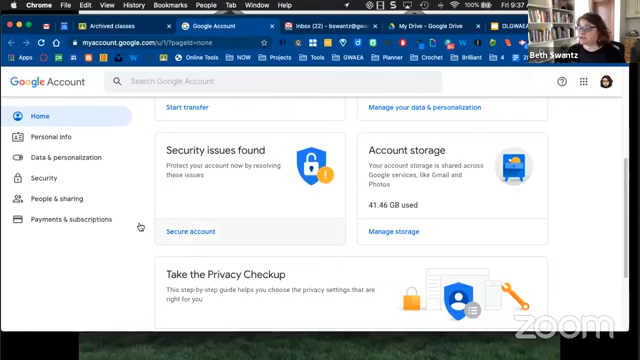 Chrome File Edit View History Bookmarks People Tab Window Help 100% Fri 9:37
Archived classes
Google Account
Inbox (22) - bswantz@gw
My Drive - Google Drive
DLGWAEA
myaccount.google.com/u/1/?pageId=none
Apps
Online Tools
GWAEA
Crochet
Brilliant
Planner
400
DLG
Beth Swantz
Google Account
Search Google Account
Home
Personal info
Data & personalization
Security
People & sharing
Payments & subscriptions
Start transfer
Manage your data & personalization
Security issues found
Protect your account now by resolving
these issues
Secure account
Account storage
Your account storage is shared
across
Google services, like Gmail and
Photos
41.46 GB used
Manage storage
Take the Privacy Checkup
This step-by-step guide helps you choose the privacy settings that
are right for you
zoom